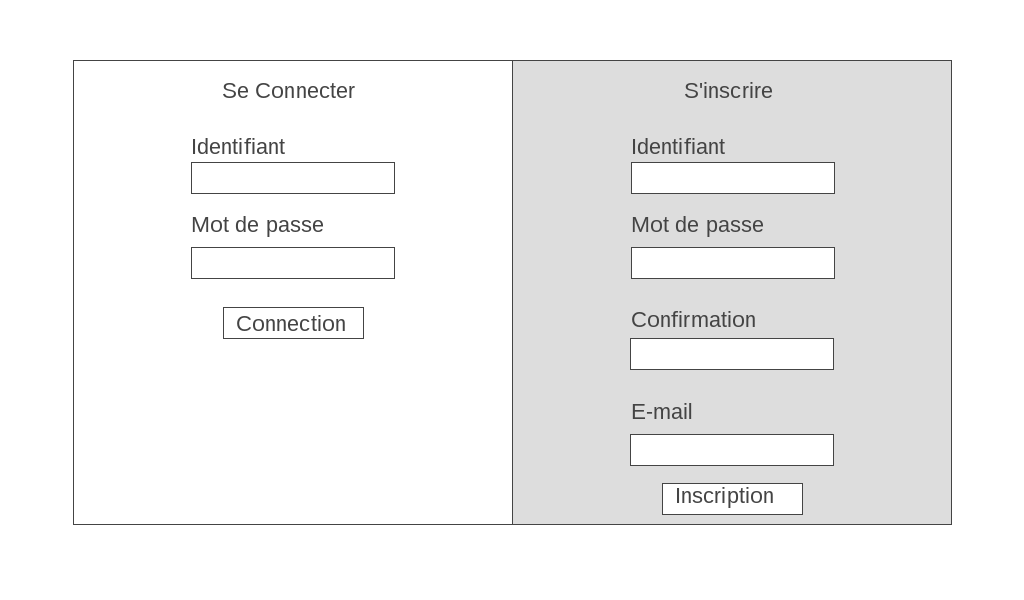 Se Connecter
Identifiant
Mot de passe
Connection
S'inscrire
Identifiant
Mot de passe
Confirmation
E-mail
Inscription